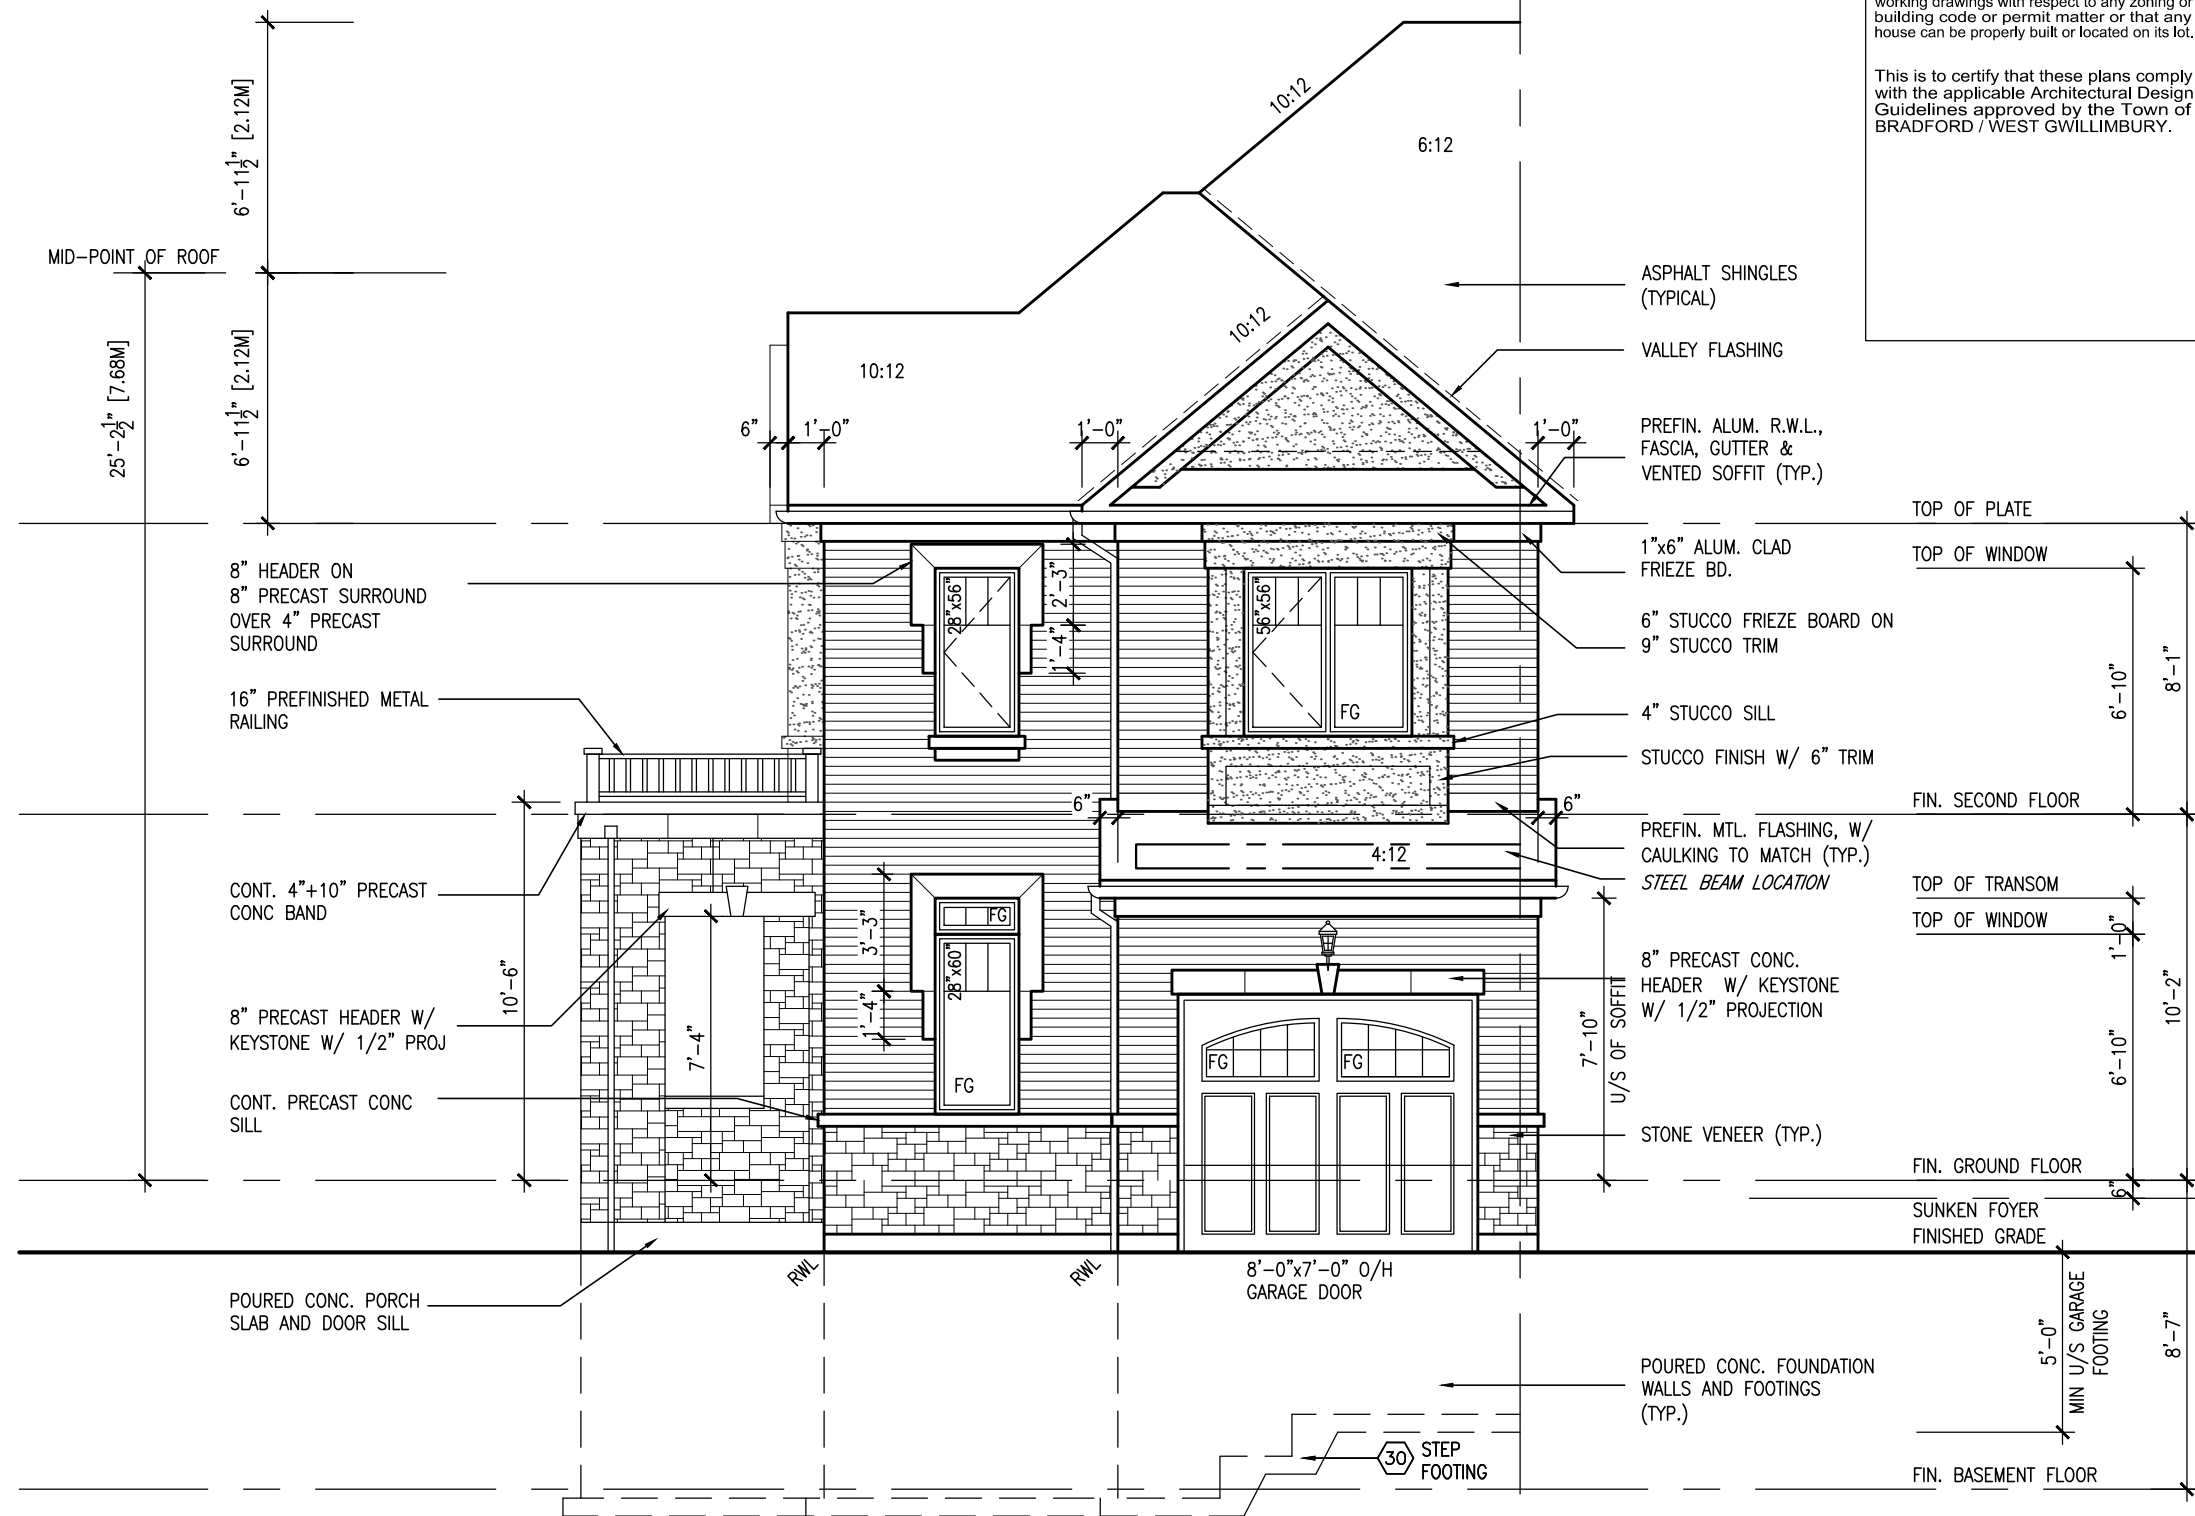 working drawings with respect to any zoning or
building code or permit matter or that any
house can be properly built or located on its lot.
This is to certify that these plans comply
with the applicable Architectural Design
Guidelines approved by the Town of
BRADFORD / WEST GWILLIMBURY.
6'-11 1/2" [2.12M]
MID-POINT OF ROOF
25'-2 1/2" [7.68M]
6'-11 1/2" [2.12M]
10:12
6:12
10:12
10:12
6"
1'-0"
1'-0"
1'-0"
ASPHALT SHINGLES
(TYPICAL)
VALLEY FLASHING
PREFIN. ALUM. R.W.L.,
FASCIA, GUTTER &
VENTED SOFFIT (TYP.)
1"x6" ALUM. CLAD
FRIEZE BD.
6" STUCCO FRIEZE BOARD ON
9" STUCCO TRIM
4" STUCCO SILL
STUCCO FINISH W/ 6" TRIM
PREFIN. MTL. FLASHING, W/
CAULKING TO MATCH (TYP.)
STEEL BEAM LOCATION
8" PRECAST CONC.
HEADER W/ KEYSTONE
W/ 1/2" PROJECTION
STONE VENEER (TYP.)
POURED CONC. FOUNDATION
WALLS AND FOOTINGS
(TYP.)
TOP OF PLATE
TOP OF WINDOW
6'-10"
8'-1"
FIN. SECOND FLOOR
TOP OF TRANSOM
TOP OF WINDOW
1'-0"
6'-10"
10'-2"
FIN. GROUND FLOOR
6"
SUNKEN FOYER
FINISHED GRADE
5'-0"
MIN U/S GARAGE
FOOTING
8'-7"
FIN. BASEMENT FLOOR
8" HEADER ON
8" PRECAST SURROUND
OVER 4" PRECAST
SURROUND
16" PREFINISHED METAL
RAILING
CONT. 4"+10" PRECAST
CONC BAND
8" PRECAST HEADER W/
KEYSTONE W/ 1/2" PROJ
CONT. PRECAST CONC
SILL
POURED CONC. PORCH
SLAB AND DOOR SILL
10'-6"
7'-4"
28"x56"
2'-3"
1'-4"
56"x56"
FG
6"
6"
4:12
3'-3"
1'-4"
FG
28"x60"
FG
FG
FG
7'-10"
U/S OF SOFFIT
RWL
RWL
8'-0"x7'-0" O/H
GARAGE DOOR
30
STEP
FOOTING